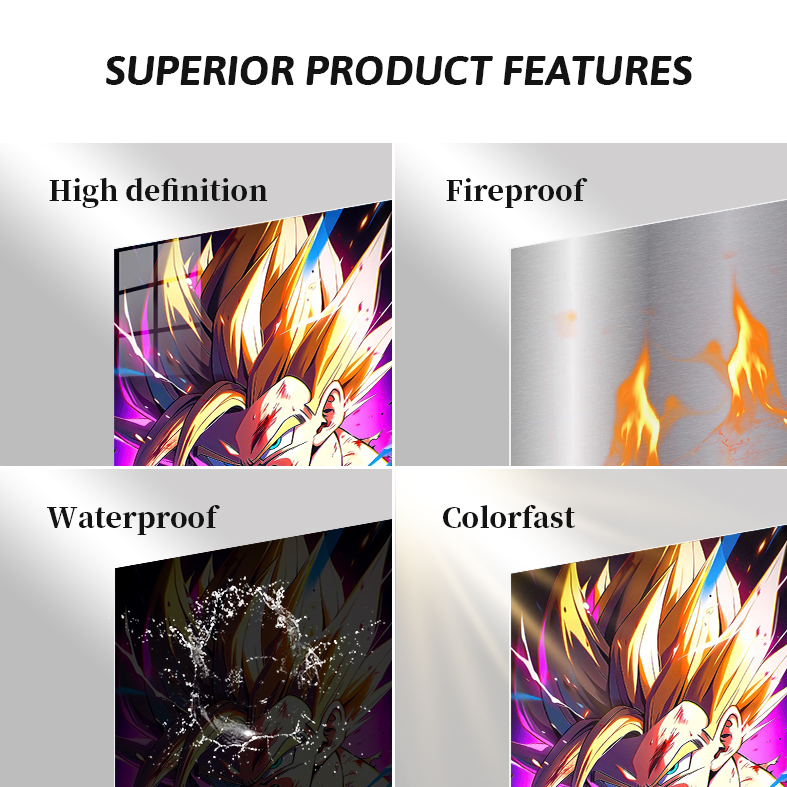 SUPERIOR PRODUCT FEATURES
High definition
Fireproof
Waterproof
Colorfast